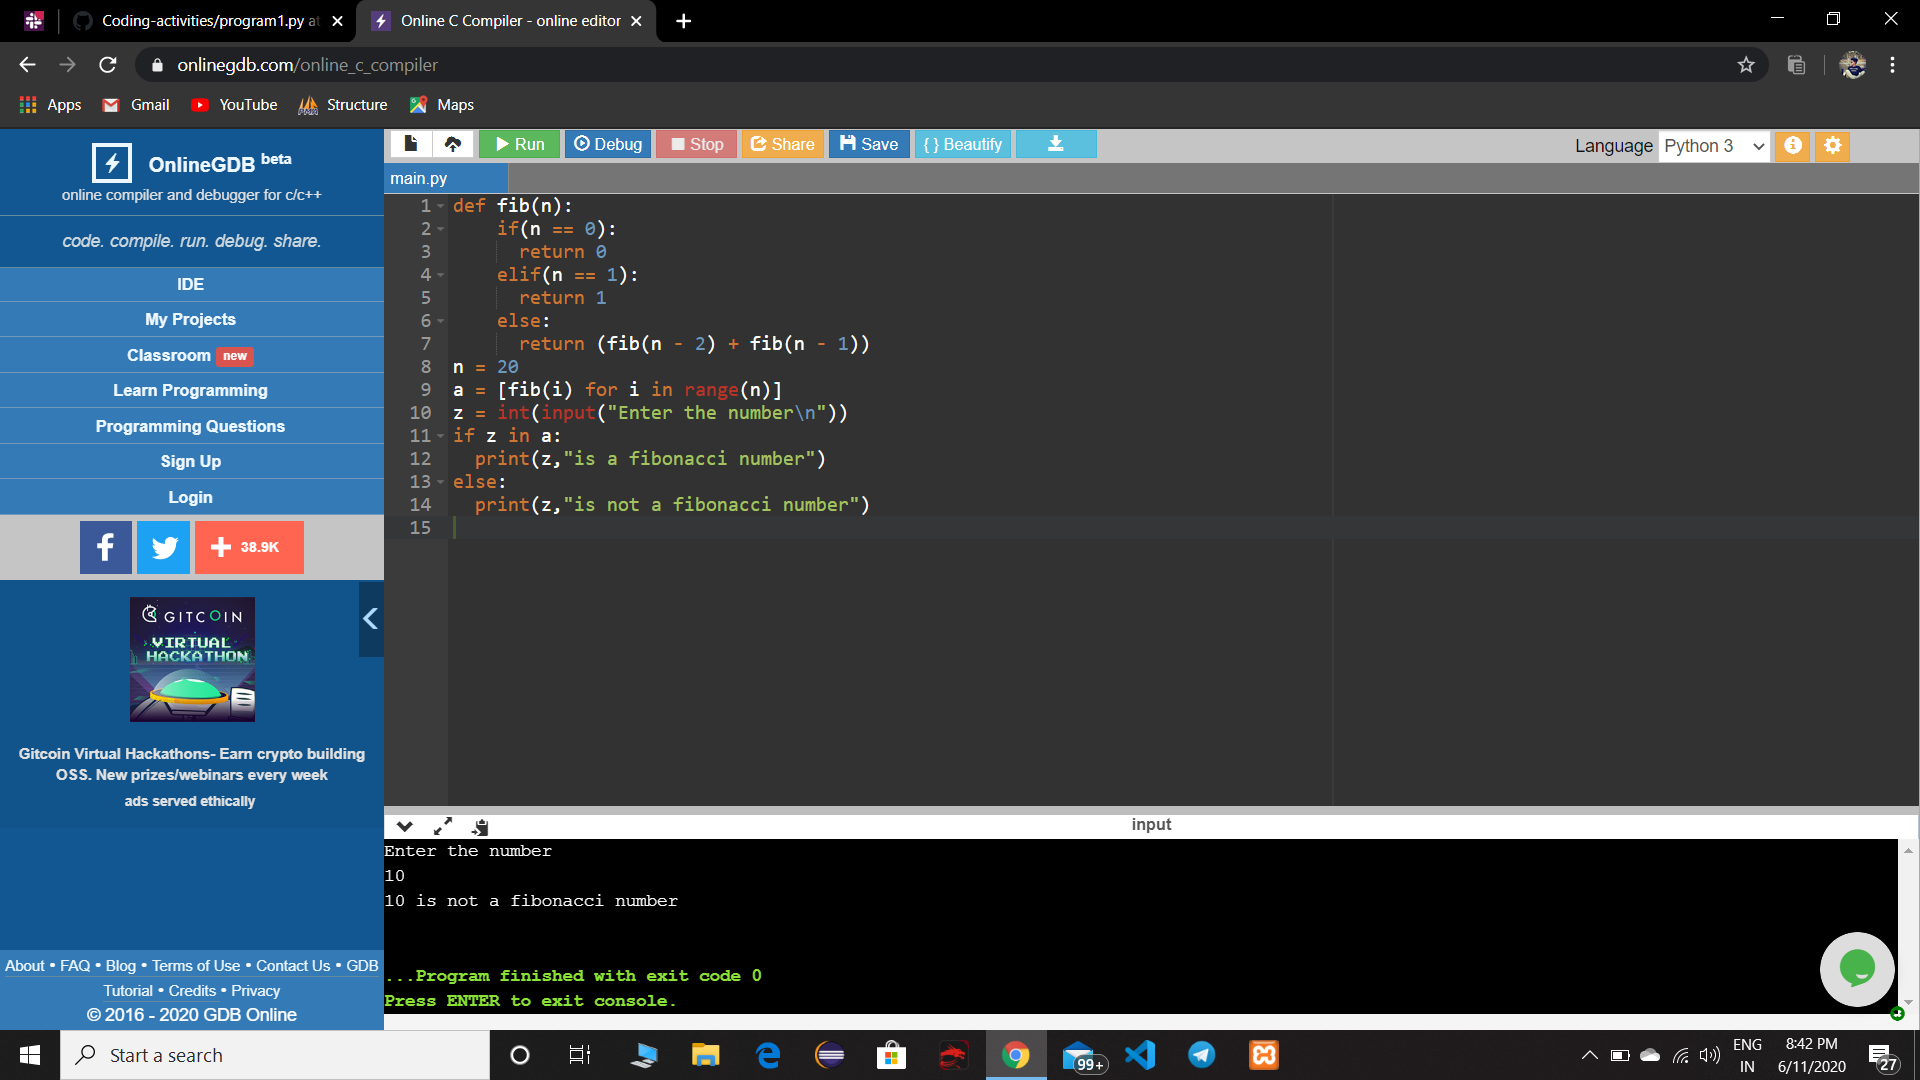 Coding-activities/program1.py at
Online C Compiler - online editor
onlinegdb.com/online_c_compiler
Apps Gmail YouTube Structure Maps
OnlineGDB beta
online compiler and debugger for c/c++
code. compile. run. debug. share.
IDE
My Projects
Classroom new
Learn Programming
Programming Questions
Sign Up
Login
38.9K
GITCOIN
VIRTUAL
HACKATHON
Gitcoin Virtual Hackathons- Earn crypto building
OSS. New prizes/webinars every week
ads served ethically
About • FAQ • Blog • Terms of Use • Contact Us • GDB
Tutorial • Credits • Privacy
© 2016 - 2020 GDB Online
Run Debug Stop Share Save { } Beautify
Language Python 3
main.py
1 def fib(n):
2 if(n == 0):
3 return 0
4 elif(n == 1):
5 return 1
6 else:
7 return (fib(n - 2) + fib(n - 1))
8 n = 20
9 a = [fib(i) for i in range(n)]
10 z = int(input("Enter the number\n"))
11 if z in a:
12 print(z,"is a fibonacci number")
13 else:
14 print(z,"is not a fibonacci number")
15
input
Enter the number
10
10 is not a fibonacci number
...Program finished with exit code 0
Press ENTER to exit console.
Start a search
99+
ENG
IN
8:42 PM
6/11/2020
27